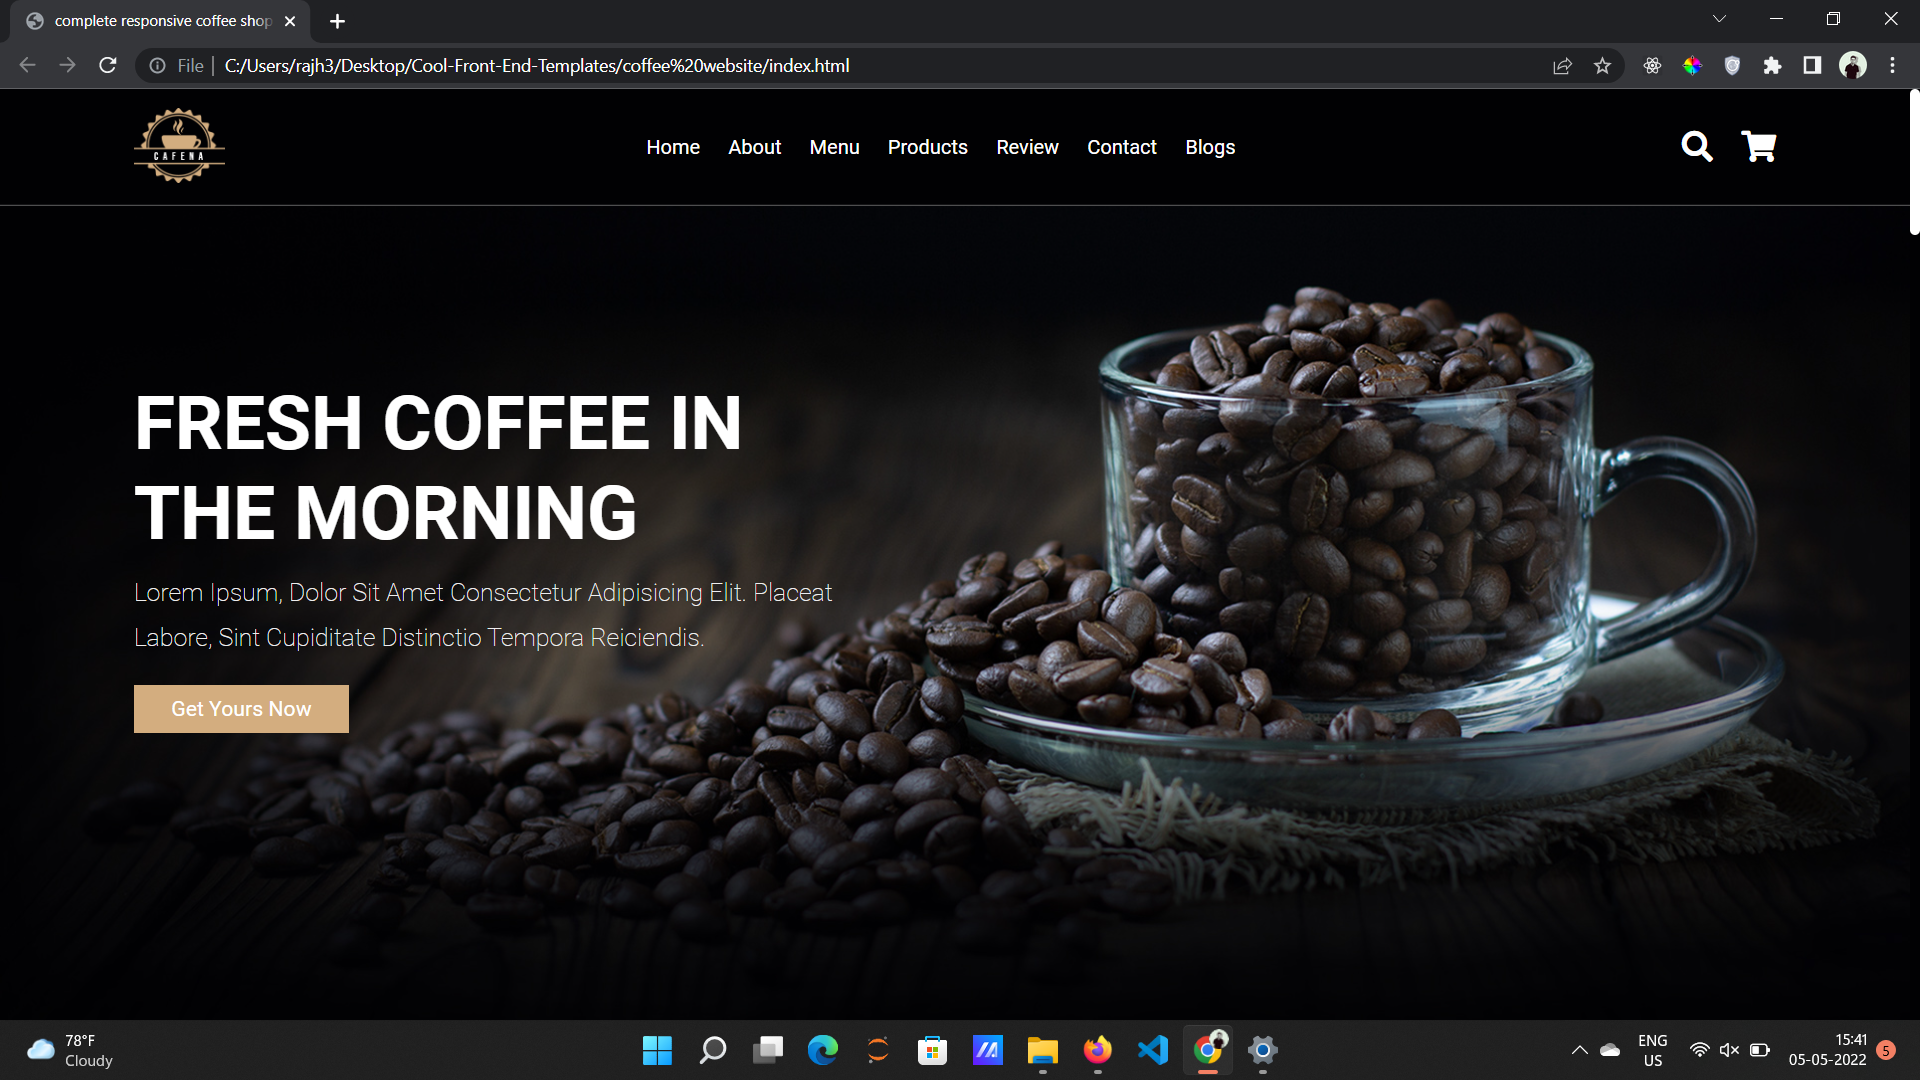 complete responsive coffee shop
File
C:/Users/rajh3/Desktop/Cool-Front-End-Templates/coffee%20website/index.html
CAFENA
Home About Menu Products Review Contact Blogs
FRESH COFFEE IN
THE MORNING
Lorem Ipsum, Dolor Sit Amet Consectetur Adipisicing Elit. Placeat
Labore, Sint Cupiditate Distinctio Tempora Reiciendis.
Get Yours Now
78°F
Cloudy
ENG
US
15:41
05-05-2022
5